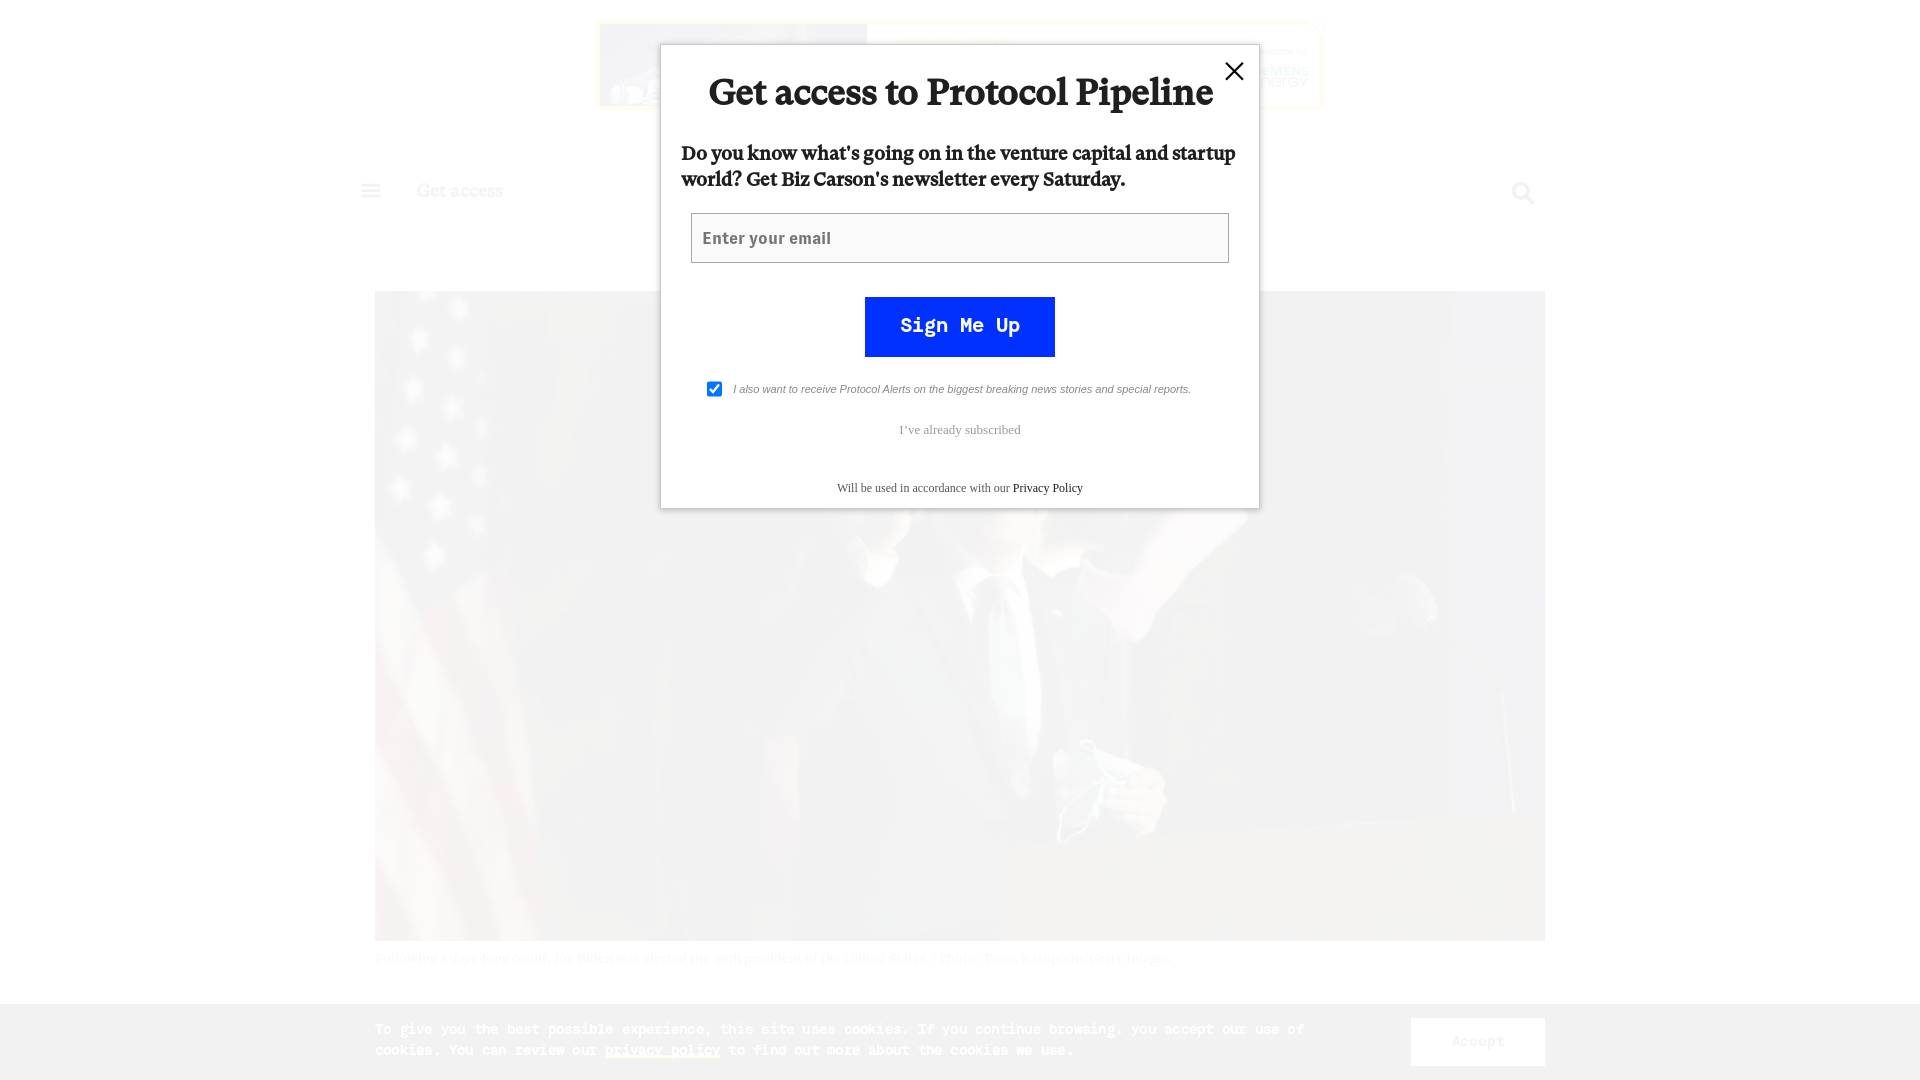 Get access to Protocol Pipeline
Do you know what's going on in the venture capital and startup
world? Get Biz Carson's newsletter every Saturday.
Get access
Enter your email
Sign Me Up
I also want to receive Protocol Alerts on the biggest breaking news stories and special reports.
I've already subscribed
Will be used in accordance with our Privacy Policy
Following a days-long count, Joe Biden was elected the 46th president of the United States. | Photo: Tasos Katopodis/Getty Images
To give you the best possible experience, this site uses cookies. If you continue browsing. you accept our use of
cookies. You can review our privacy policy to find out more about the cookies we use.
Accept